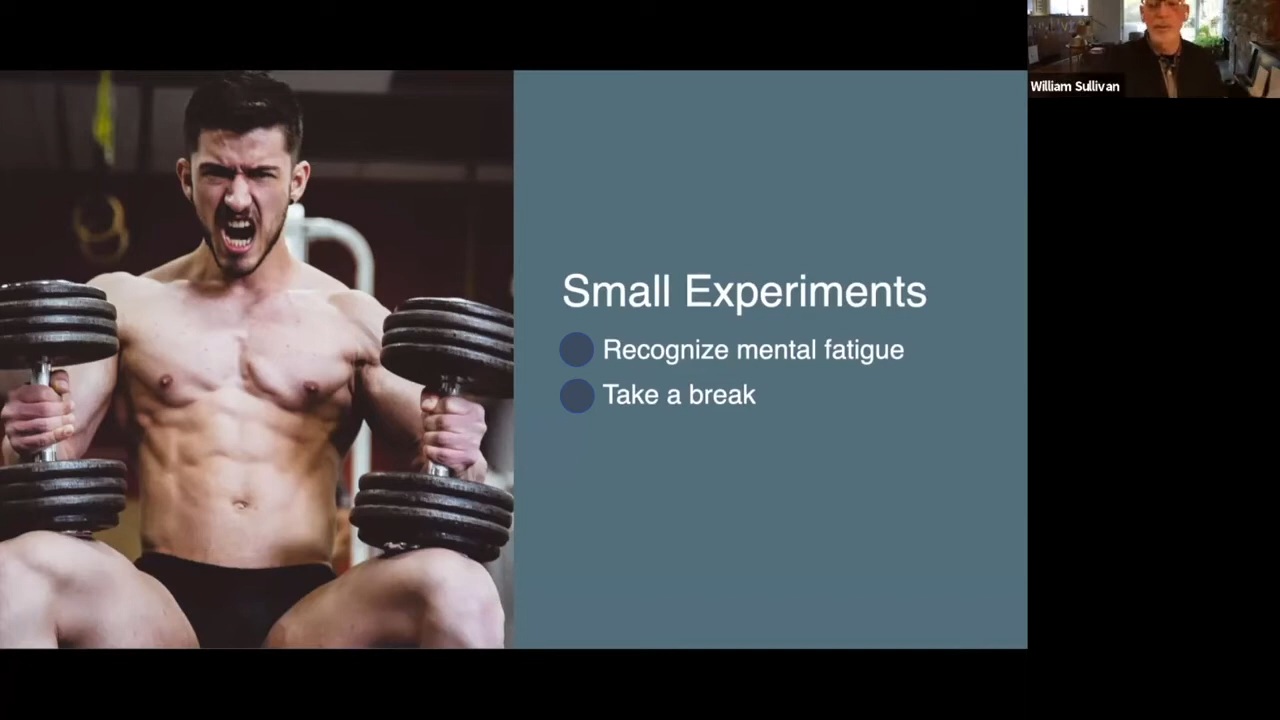 William Sullivan
Small Experiments
Recognize mental fatigue
Take a break